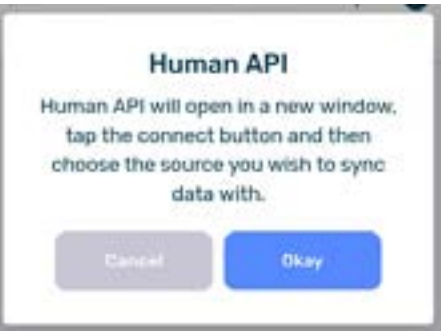 Human API
Human API will open in a new window,
tap the connect button and then
choose the source you wish to sync
data with.
Cancel Okay